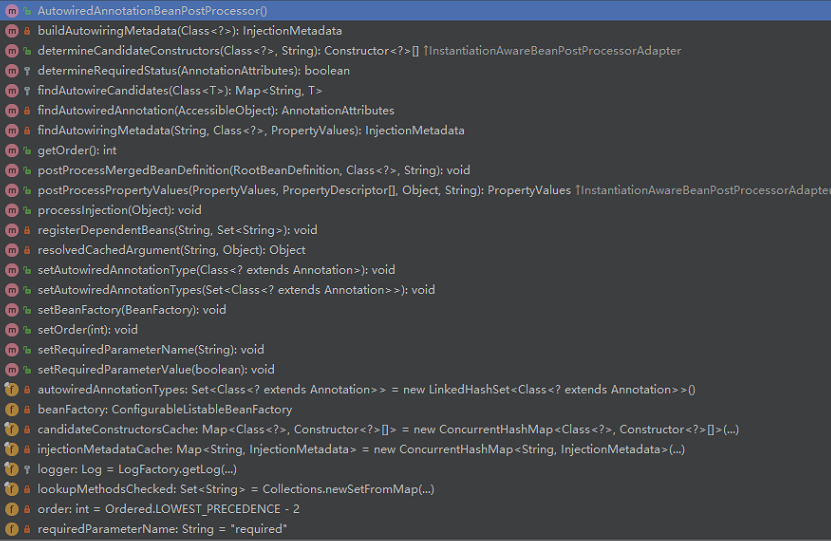 AutowiredAnnotationBeanPostProcessor()
buildAutowiringMetadata(Class<?>): InjectionMetadata
determineCandidateConstructors(Class<?>, String): Constructor<?>[] ↑InstantiationAwareBeanPostProcessorAdapter
determineRequiredStatus(AnnotationAttributes): boolean
findAutowireCandidates(Class<T>): Map<String, T>
findAutowiredAnnotation(AccessibleObject): AnnotationAttributes
findAutowiringMetadata(String, Class<?>, PropertyValues): InjectionMetadata
getOrder(): int
postProcessMergedBeanDefinition(RootBeanDefinition, Class<?>, String): void
postProcessPropertyValues(PropertyValues, PropertyDescriptor[], Object, String): PropertyValues ↑InstantiationAwareBeanPostProcessorAdapter
processInjection(Object): void
registerDependentBeans(String, Set<String>): void
resolvedCachedArgument(String, Object): Object
setAutowiredAnnotationType(Class<? extends Annotation>): void
setAutowiredAnnotationTypes(Set<Class<? extends Annotation>>): void
setBeanFactory(BeanFactory): void
setOrder(int): void
setRequiredParameterName(String): void
setRequiredParameterValue(boolean): void
autowiredAnnotationTypes: Set<Class<? extends Annotation>> = new LinkedHashSet<Class<? extends Annotation>>()
beanFactory: ConfigurableListableBeanFactory
candidateConstructorsCache: Map<Class<?>, Constructor<?>[]> = new ConcurrentHashMap<Class<?>, Constructor<?>[]>(...)
injectionMetadataCache: Map<String, InjectionMetadata> = new ConcurrentHashMap<String, InjectionMetadata>(...)
logger: Log = LogFactory.getLog(...)
lookupMethodsChecked: Set<String> = Collections.newSetFromMap(...)
order: int = Ordered.LOWEST_PRECEDENCE - 2
requiredParameterName: String = "required"